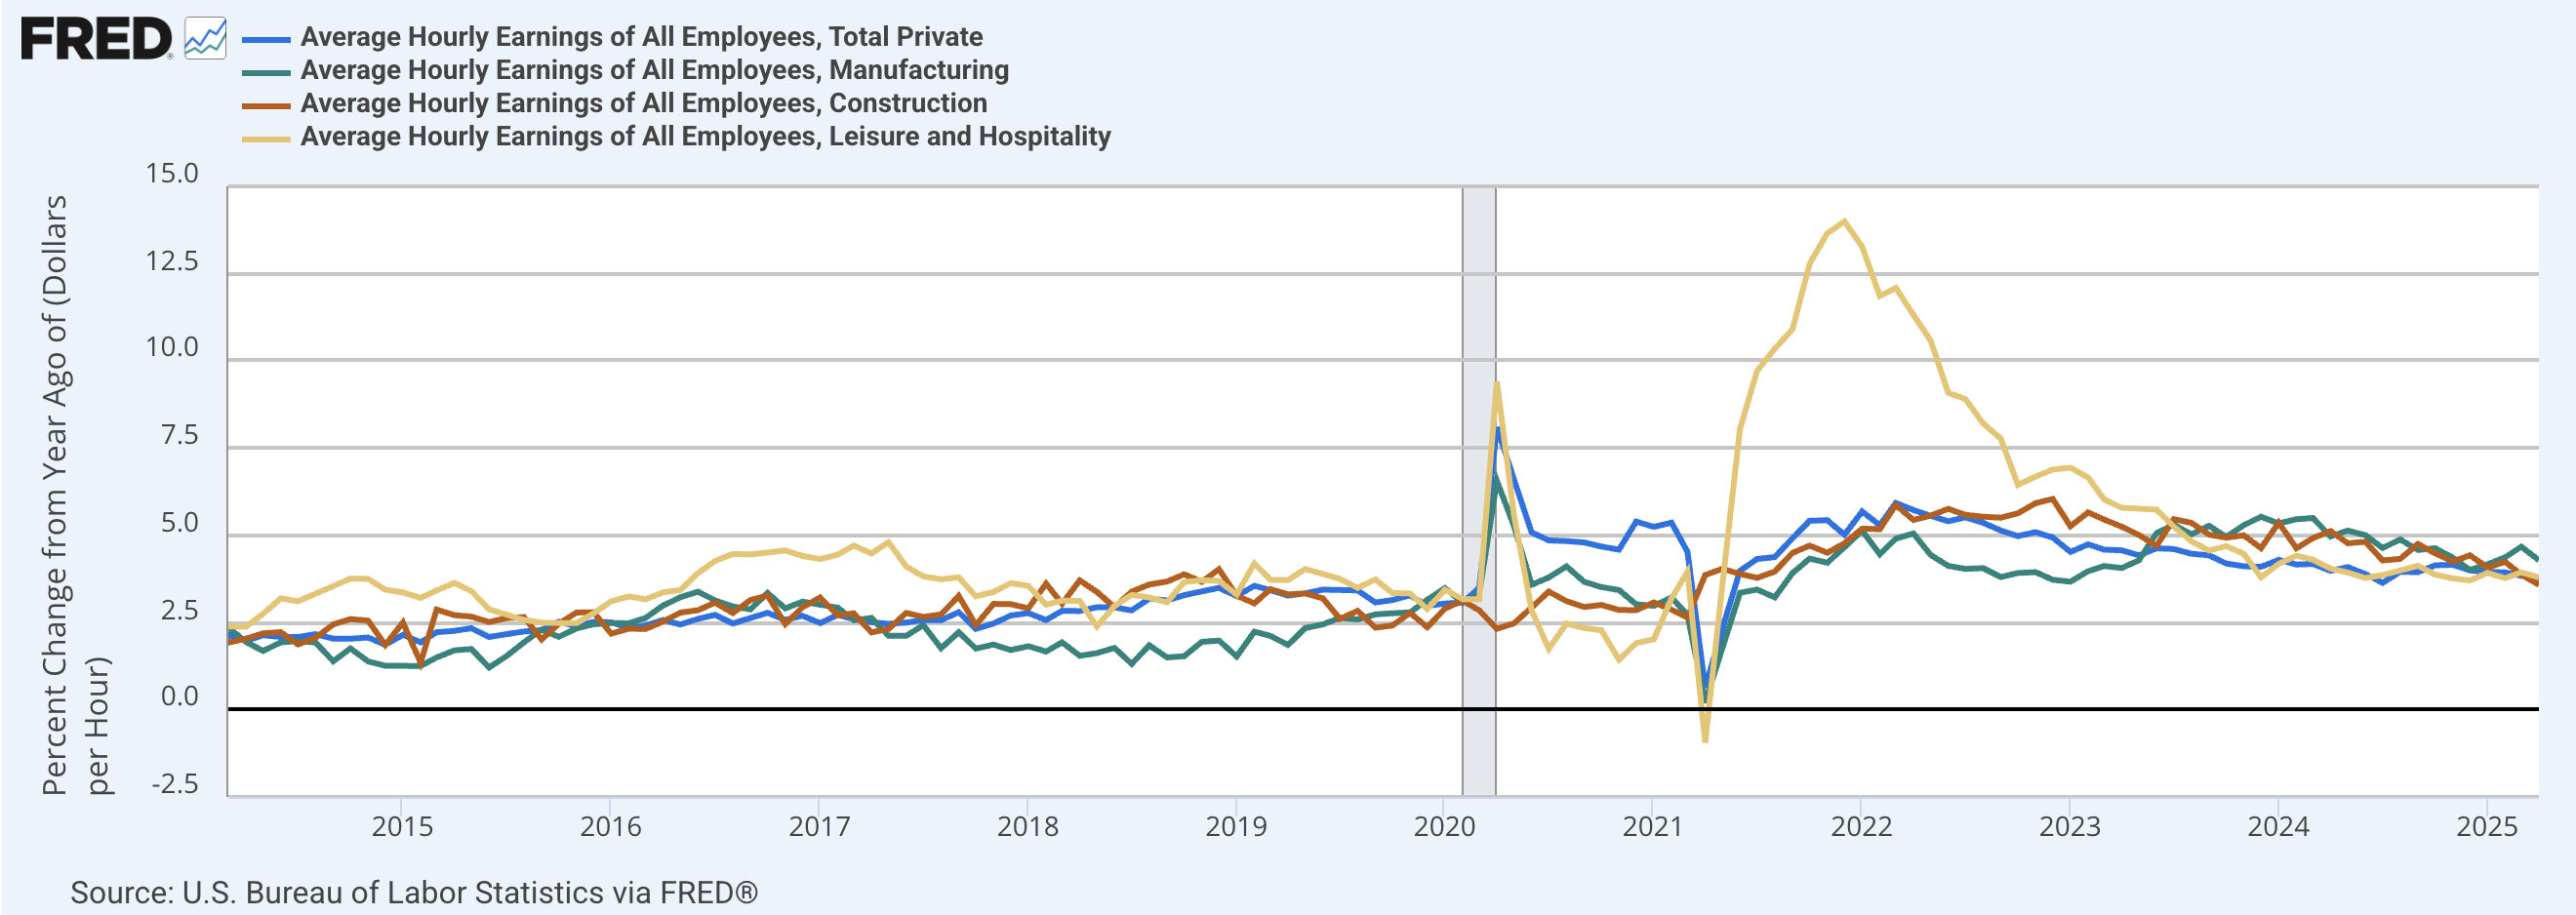 FRED®
Average Hourly Earnings of All Employees, Total Private
Average Hourly Earnings of All Employees, Manufacturing
Average Hourly Earnings of All Employees, Construction
Average Hourly Earnings of All Employees, Leisure and Hospitality
Percent Change from Year Ago of (Dollars
per Hour)
15.0
12.5
10.0
7.5
5.0
2.5
0.0
-2.5
2015 2016 2017 2018 2019 2020 2021 2022 2023 2024 2025
Source: U.S. Bureau of Labor Statistics via FRED®